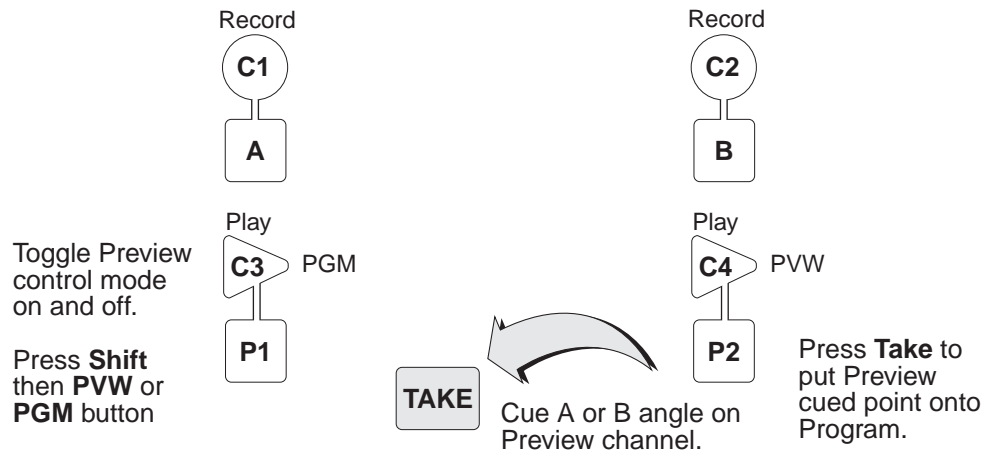 Record
C1
A
Record
C2
B
Play
C3
PGM
P1
Play
C4
PVW
P2
Toggle Preview
control mode
on and off.
Press Shift
then PVW or
PGM button
TAKE
Cue A or B angle on
Preview channel.
Press Take to
put Preview
cued point onto
Program.